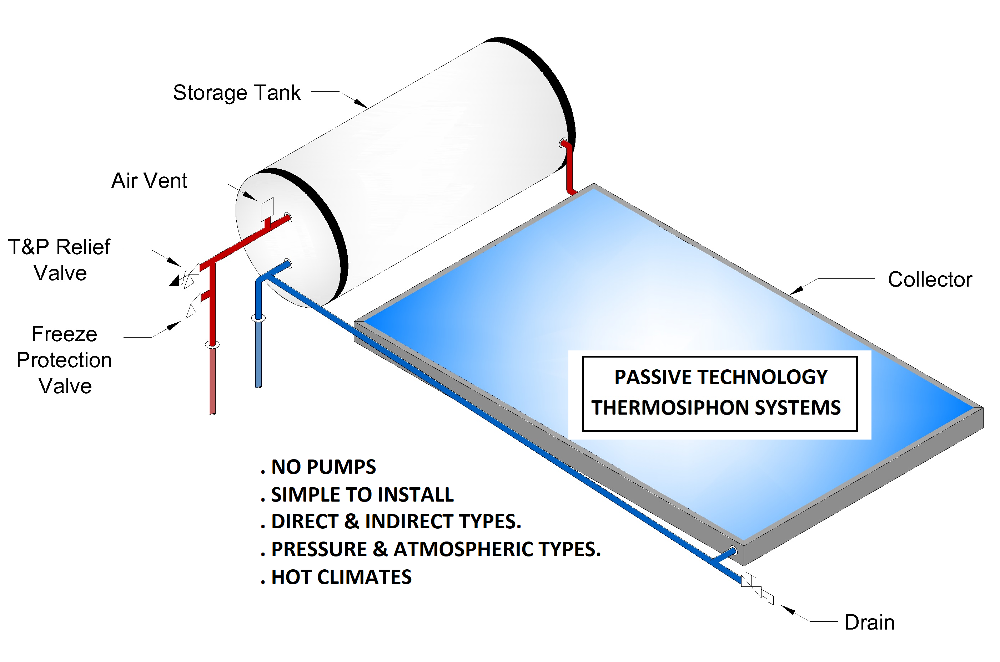 Storage Tank
Air Vent
T&P Relief
Valve
Collector
Freeze
Protection
Valve
PASSIVE TECHNOLOGY
THERMOSIPHON SYSTEMS
. NO PUMPS
. SIMPLE TO INSTALL
. DIRECT & INDIRECT TYPES.
. PRESSURE & ATMOSPHERIC TYPES.
. HOT CLIMATES
Drain